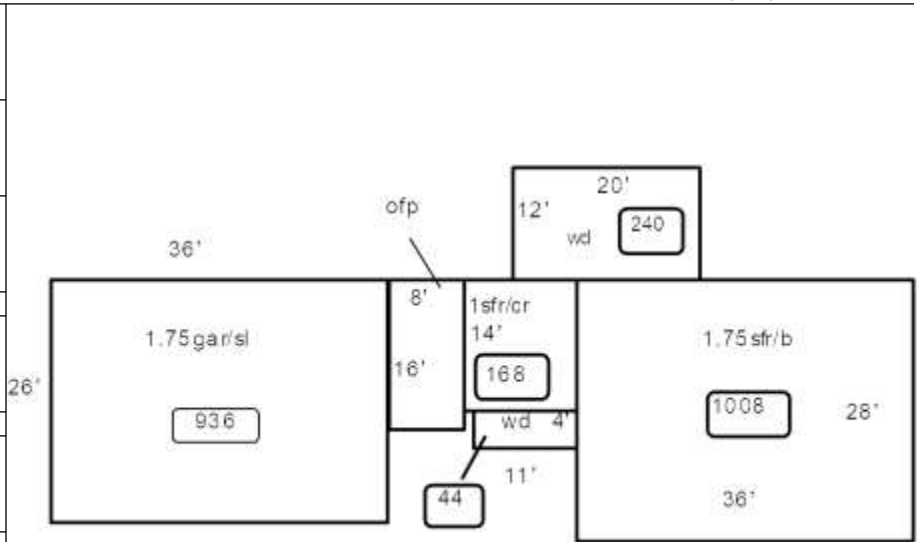 20'
12'
wd
240
ofp
36'
8'
1sfr/cr
14'
16'
168
1.75gar/sl
26'
936
wd 4'
11'
44
1.75sfr/b
1008
28'
36'